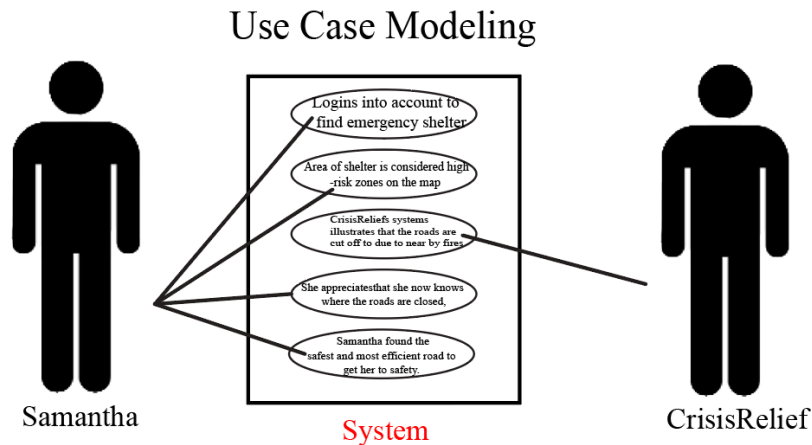 Use Case Modeling
Logins into account to
find emergency shelter
Area of shelter is considered high
-risk zones on the map
CrisisReliefs systems
illustrates that the roads are
cut off to due to near by fires
She appreciatesthat she now knows
where the roads are closed,
Samantha found the
safest and most efficient road to
get her to safety.
Samantha
System
CrisisRelief